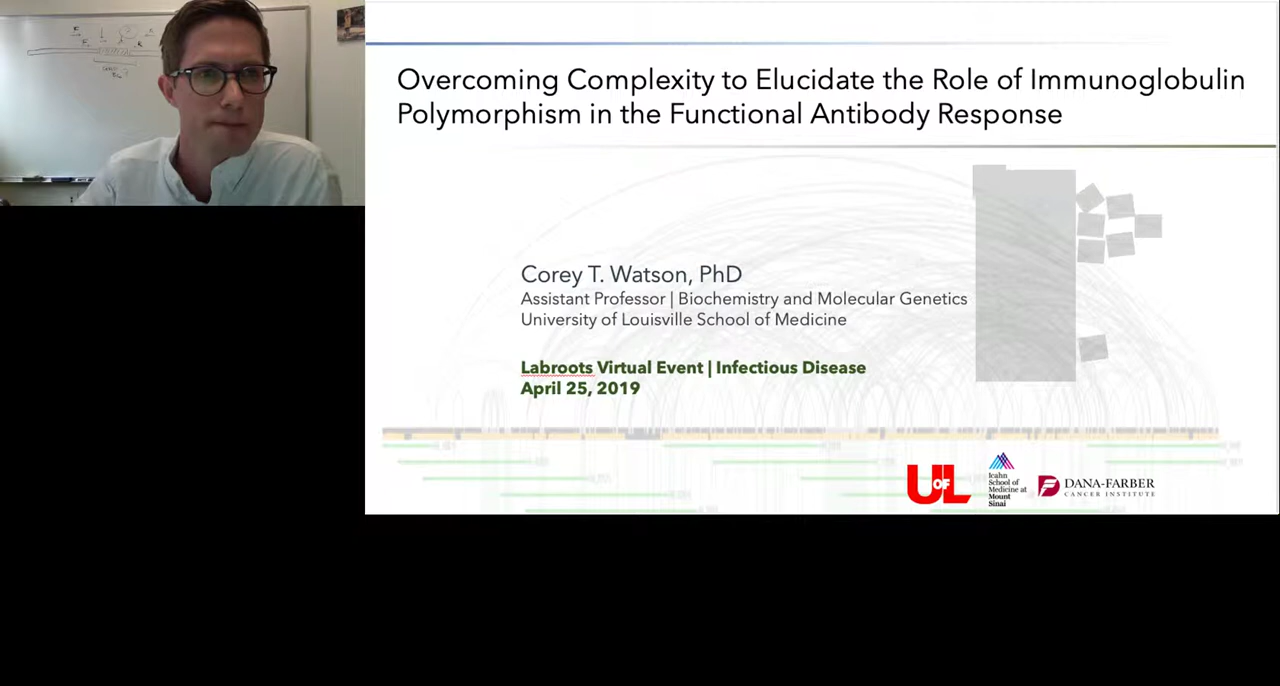 Overcoming Complexity to Elucidate the Role of Immunoglobulin
Polymorphism in the Functional Antibody Response
Corey T. Watson, PhD
Assistant Professor | Biochemistry and Molecular Genetics
University of Louisville School of Medicine
Labroots Virtual Event | Infectious Disease
April 25, 2019
U OF L
Icahn
School of
Medicine at
Mount
Sinai
DANA-FARBER
CANCER INSTITUTE